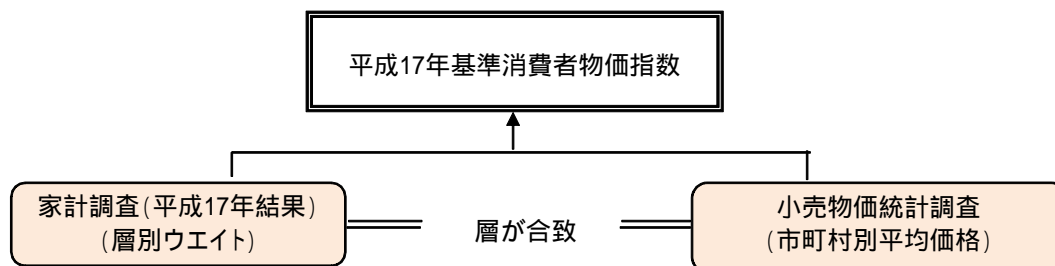 平成17年基準消費者物価指数
家計調査(平成17年結果)
(層別ウエイト)
層が合致
小売物価統計調査
(市町村別平均価格)